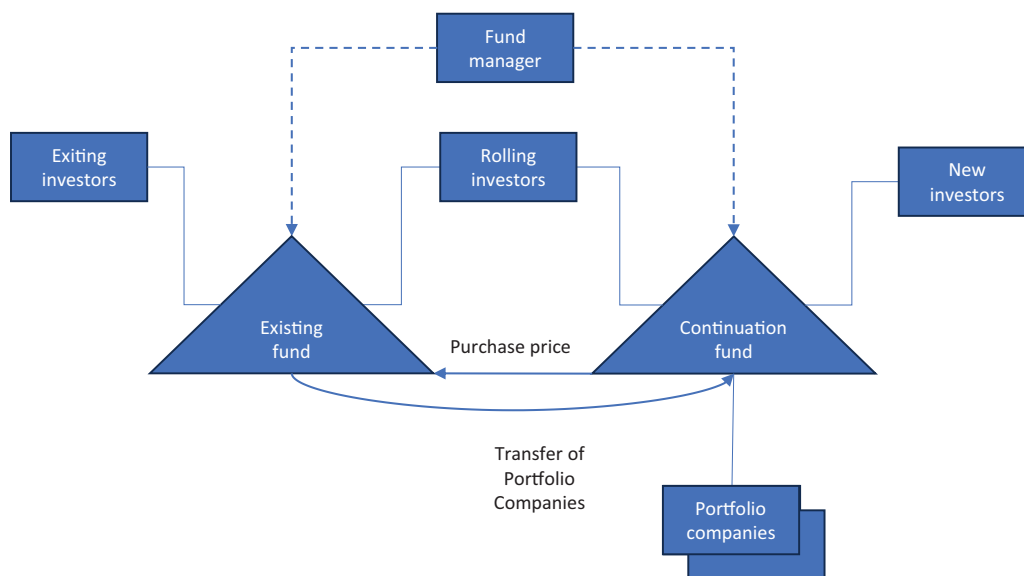 Fund
manager
Exiting
investors
Rolling
investors
New
investors
Existing
fund
Purchase price
Continuation
fund
Transfer of
Portfolio
Companies
Portfolio
companies